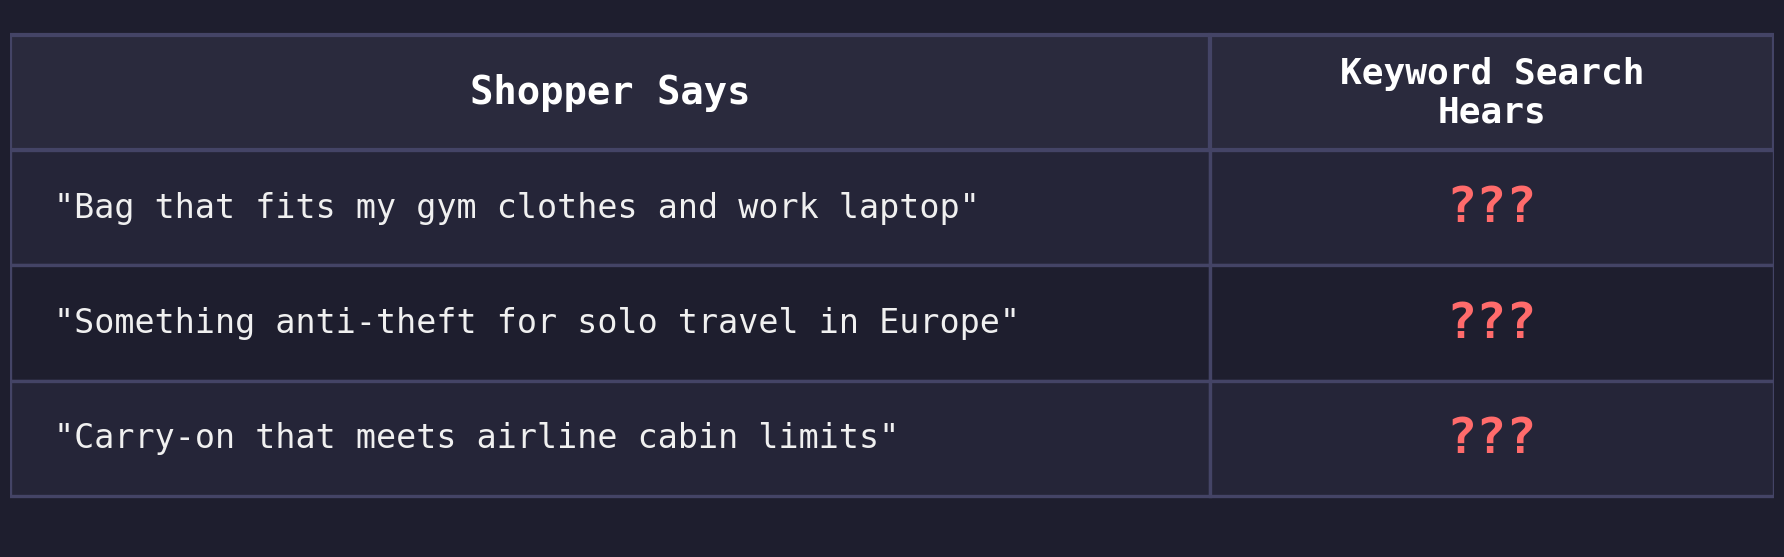 Shopper Says
Keyword Search
Hears
"Bag that fits my gym clothes and work laptop"
???
"Something anti-theft for solo travel in Europe"
???
"Carry-on that meets airline cabin limits"
???